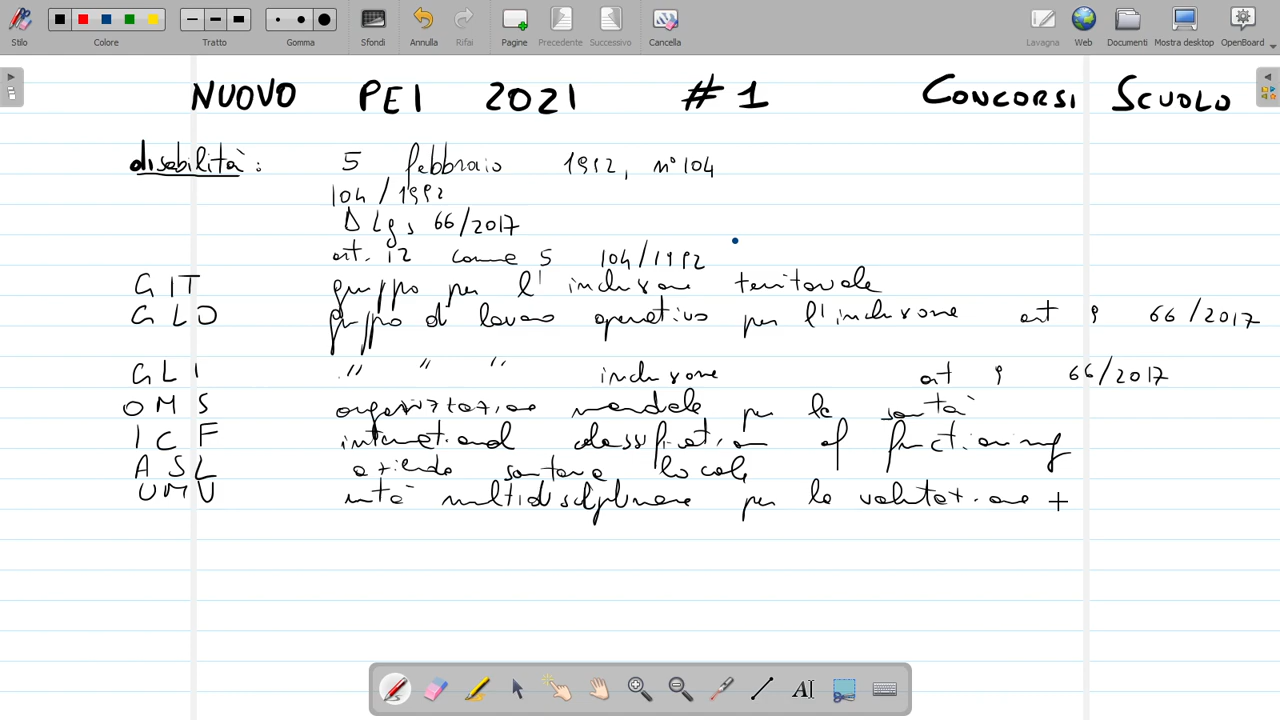 Stilo Colore Tratto Gomma Sfondi Annulla Rifai Pagine Precedente Successivo Cancella Lavagna Web Documenti Mostra desktop OpenBoard
NUOVO PEI 2021 #1 CONCORSI SCUOLA
disabilità: 5 febbraio 1992, n° 104
104/1992
D Lgs 66/2017
art. 12 comma 5 104/1992
GIT gruppo per l'inclusione territoriale
GLO gruppo di lavoro operativo per l'inclusione art 9 66/2017
GLI " " " inclusione art 9 66/2017
OMS organizzazione mondiale per la sanità
ICF international classification of functioning
ASL azienda sanitaria locale
UMV unità multidisciplinare per la valutazione +